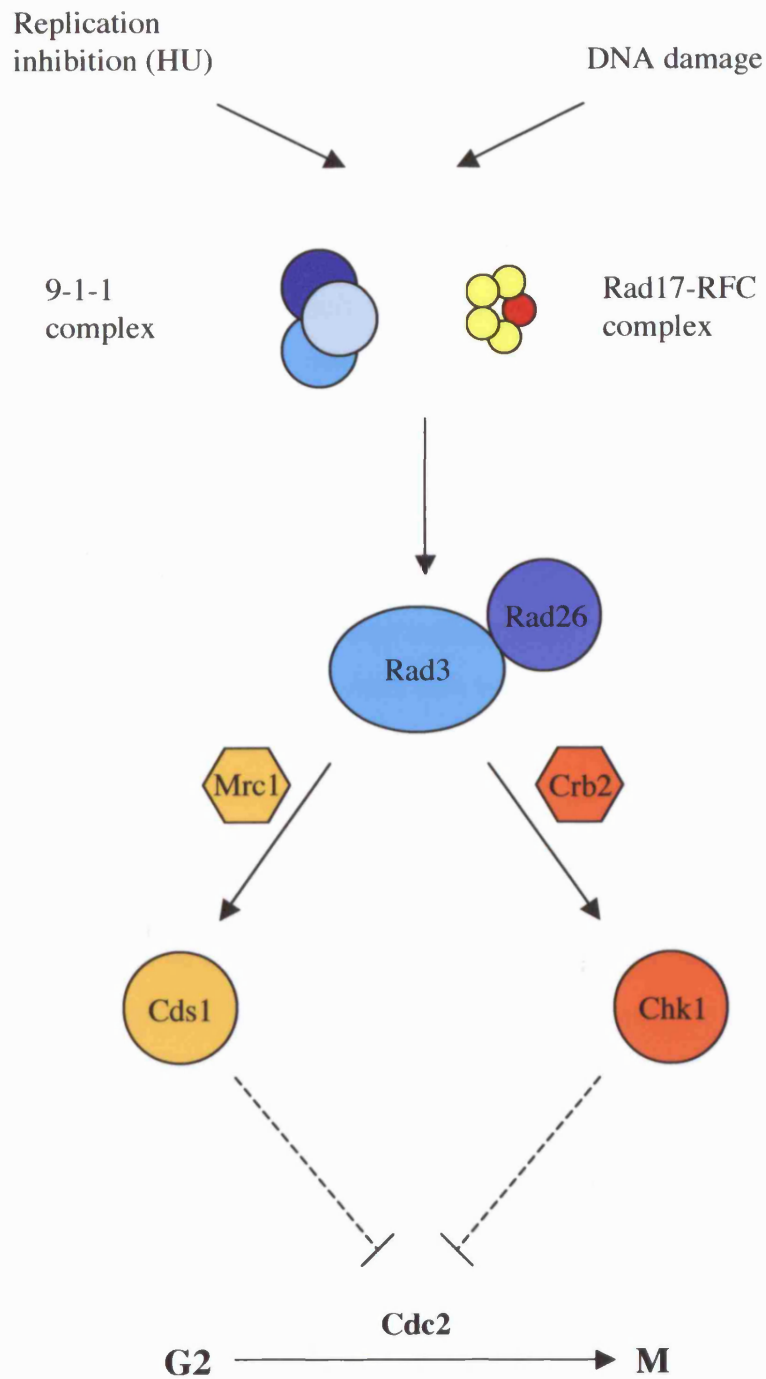 Replication
inhibition (HU)
DNA damage
9-1-1
complex
Rad17-RFC
complex
Rad26
Rad3
Mrc1
Crb2
Cds1
Chk1
Cdc2
G2
M